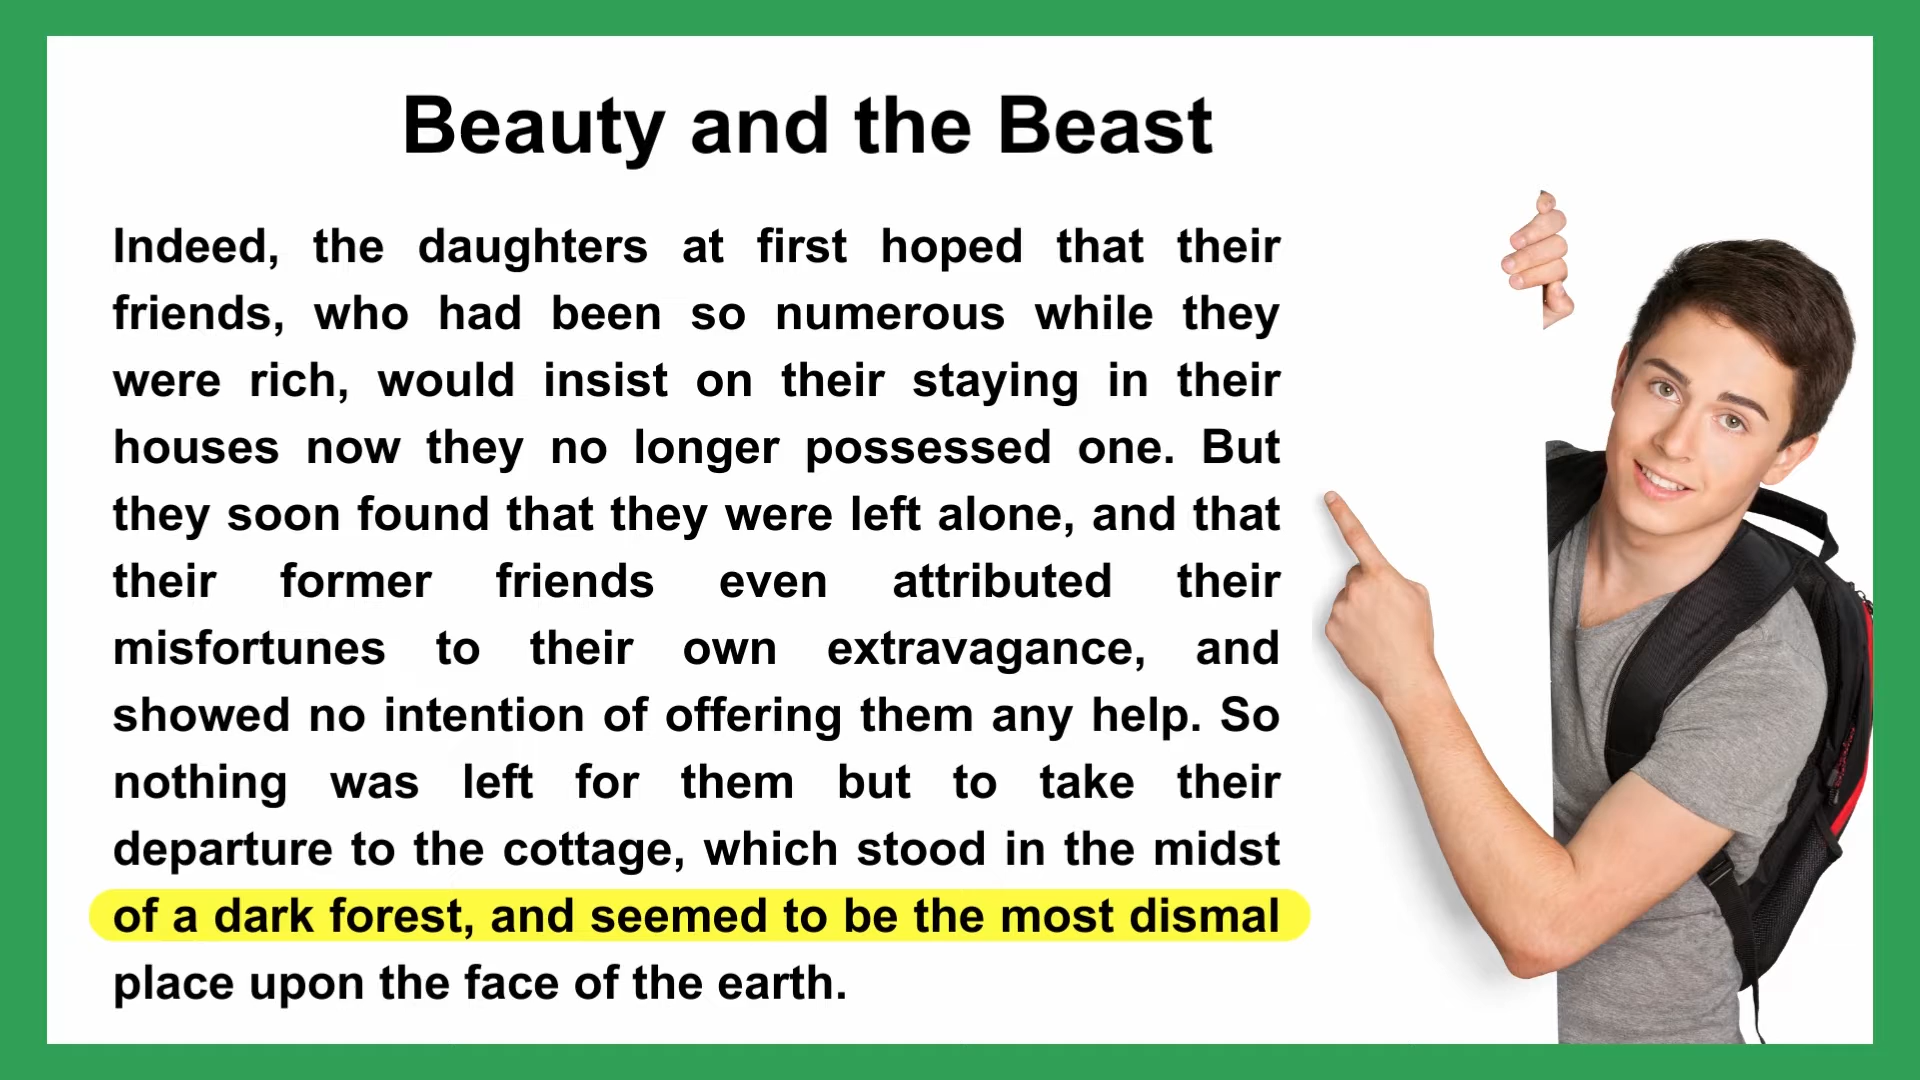 Beauty and the Beast
Indeed, the daughters at first hoped that their
friends, who had been so numerous while they
were rich, would insist on their staying in their
houses now they no longer possessed one. But
they soon found that they were left alone, and that
their former friends even attributed their
misfortunes to their own extravagance, and
showed no intention of offering them any help. So
nothing was left for them but to take their
departure to the cottage, which stood in the midst
of a dark forest, and seemed to be the most dismal
place upon the face of the earth.